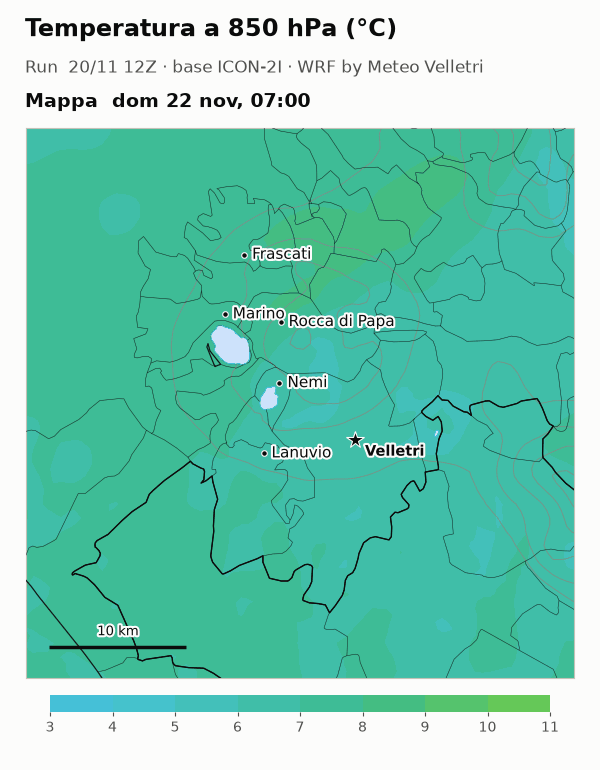 Temperatura a 850 hPa (°C)
Run  20/11 12Z · base ICON-2I · WRF by Meteo Velletri
Mappa  dom 22 nov, 07:00
Frascati
Marino
Rocca di Papa
Nemi
Velletri
Lanuvio
10 km
3 4 5 6 7 8 9 10 11